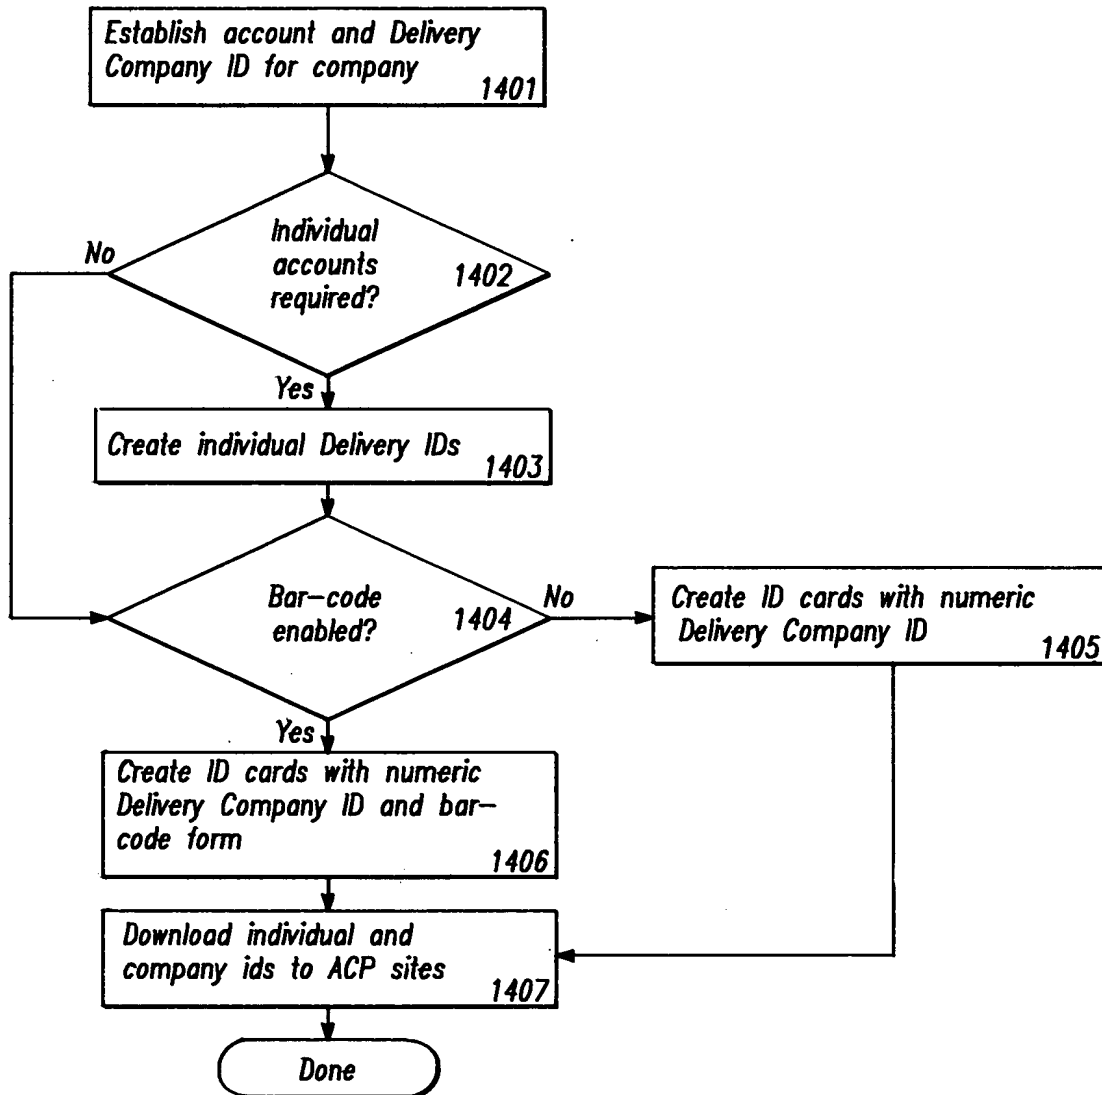 Establish account and Delivery
Company ID for company
1401
Individual
accounts
required?
1402
No
Yes
Create individual Delivery IDs
1403
Bar-code
enabled?
1404
No
Create ID cards with numeric
Delivery Company ID
1405
Yes
Create ID cards with numeric
Delivery Company ID and bar-
code form
1406
Download individual and
company ids to ACP sites
1407
Done